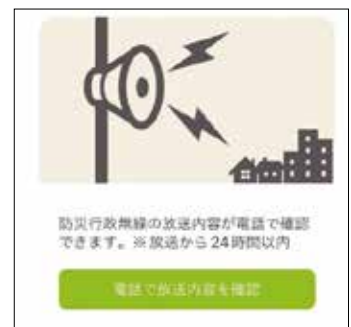 防災行政無線の放送内容が電話で確認
できます。※放送から24時間以内
電話で放送内容を確認